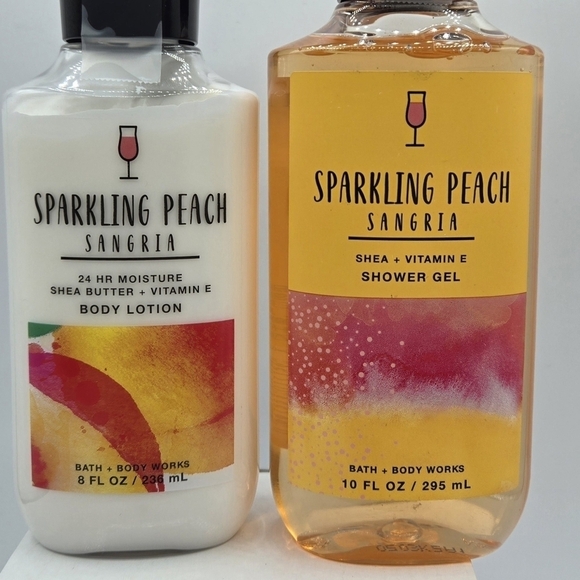 SPARKLING PEACH
SANGRIA
24 HR MOISTURE
SHEA BUTTER + VITAMIN E
BODY LOTION
BATH + BODY WORKS
8 FL OZ / 236 mL
SPARKLING PEACH
SANGRIA
SHEA + VITAMIN E
SHOWER GEL
BATH + BODY WORKS
10 FL OZ / 295 mL